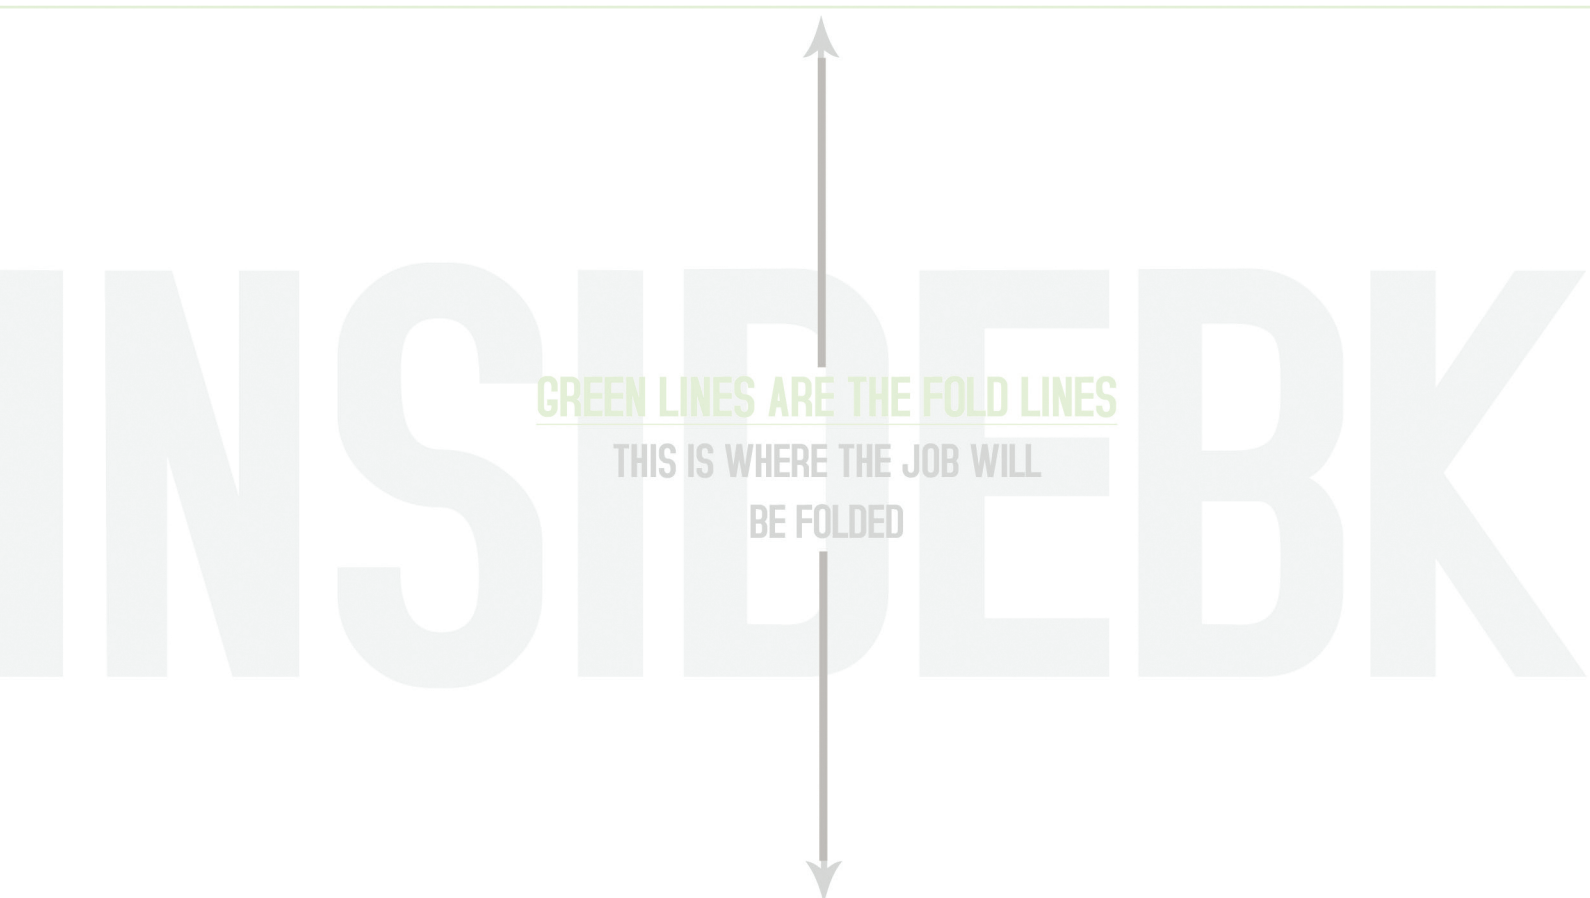 INSIDEBK
GREEN LINES ARE THE FOLD LINES
THIS IS WHERE THE JOB WILL
BE FOLDED